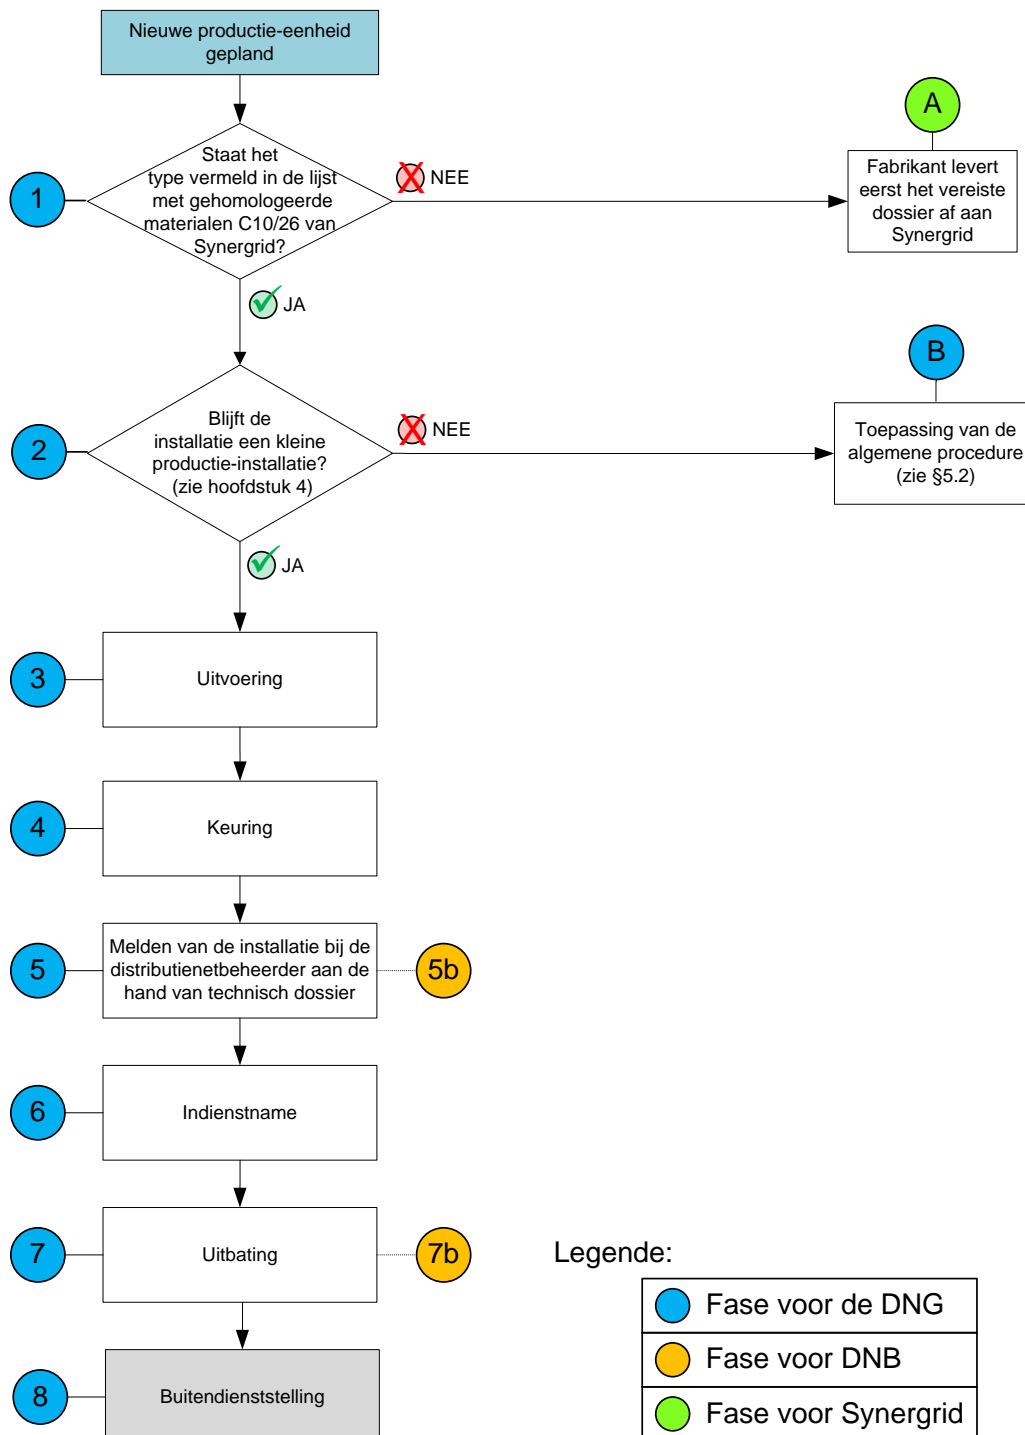 Nieuwe productie-eenheid
gepland
A
Staat het
type vermeld in de lijst
met gehomologeerde
materialen C10/26 van
Synergrid?
1
NEE
Fabrikant levert
eerst het vereiste
dossier af aan
Synergrid
JA
B
Blijft de
installatie een kleine
productie-installatie?
(zie hoofdstuk 4)
2
NEE
Toepassing van de
algemene procedure
(zie §5.2)
JA
3
Uitvoering
4
Keuring
5
Melden van de installatie bij de
distributienetbeheerder aan de
hand van technisch dossier
5b
6
Indienstname
7
Uitbating
7b
8
Buitendienststelling
Legende:
Fase voor de DNG
Fase voor DNB
Fase voor Synergrid